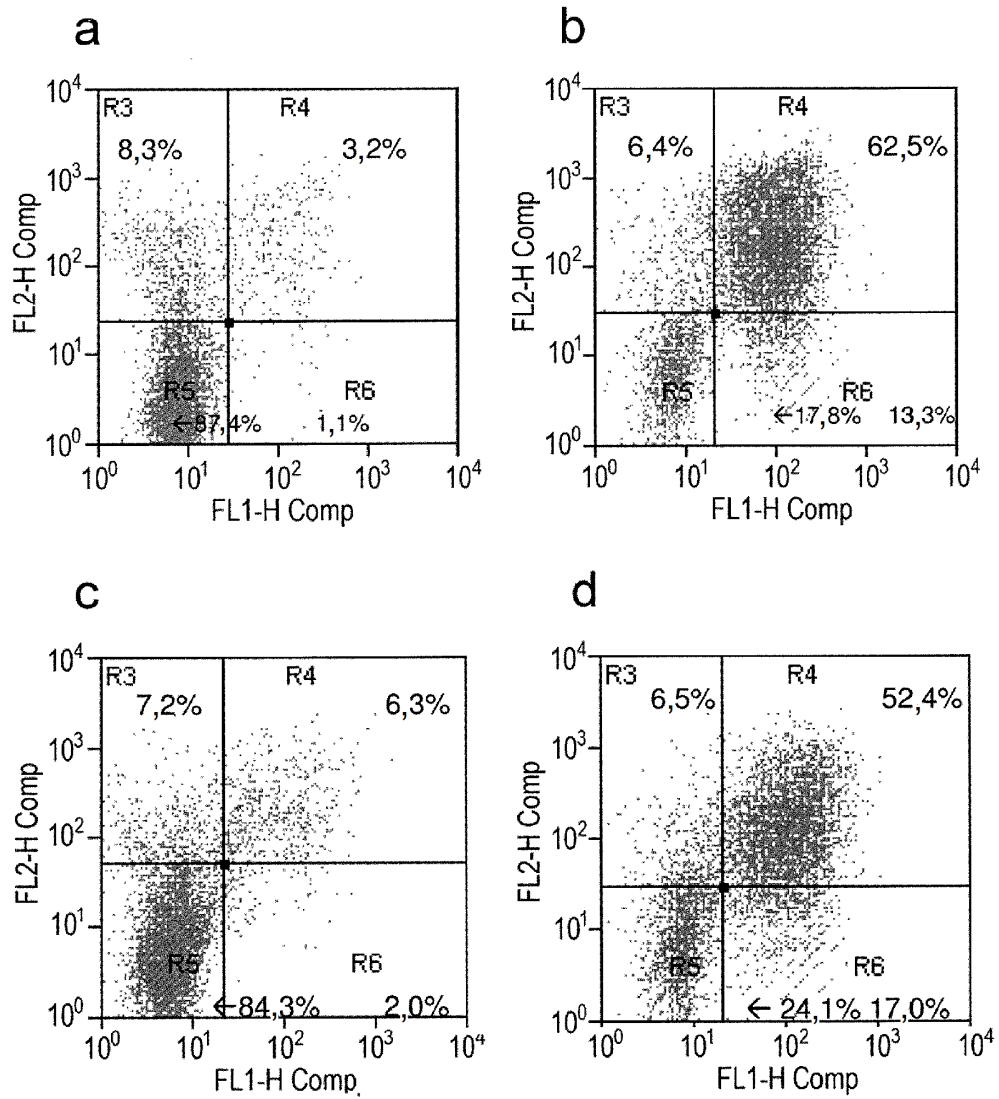 a
b
10^4
R3
R4
8,3%
3,2%
10^3
10^2
10^1
10^0
R5
R6
←87,4%
1,1%
10^0 10^1 10^2 10^3 10^4
FL1-H Comp
FL2-H Comp
10^4
R3
R4
6,4%
62,5%
10^3
10^2
10^1
10^0
R5
R6
←17,8%
13,3%
10^0 10^1 10^2 10^3 10^4
FL1-H Comp
FL2-H Comp
c
d
10^4
R3
R4
7,2%
6,3%
10^3
10^2
10^1
10^0
R5
R6
←84,3%
2,0%
10^0 10^1 10^2 10^3 10^4
FL1-H Comp.
FL2-H Comp
10^4
R3
R4
6,5%
52,4%
10^3
10^2
10^1
10^0
R5
R6
← 24,1% 17,0%
10^0 10^1 10^2 10^3 10^4
FL1-H Comp
FL2-H Comp